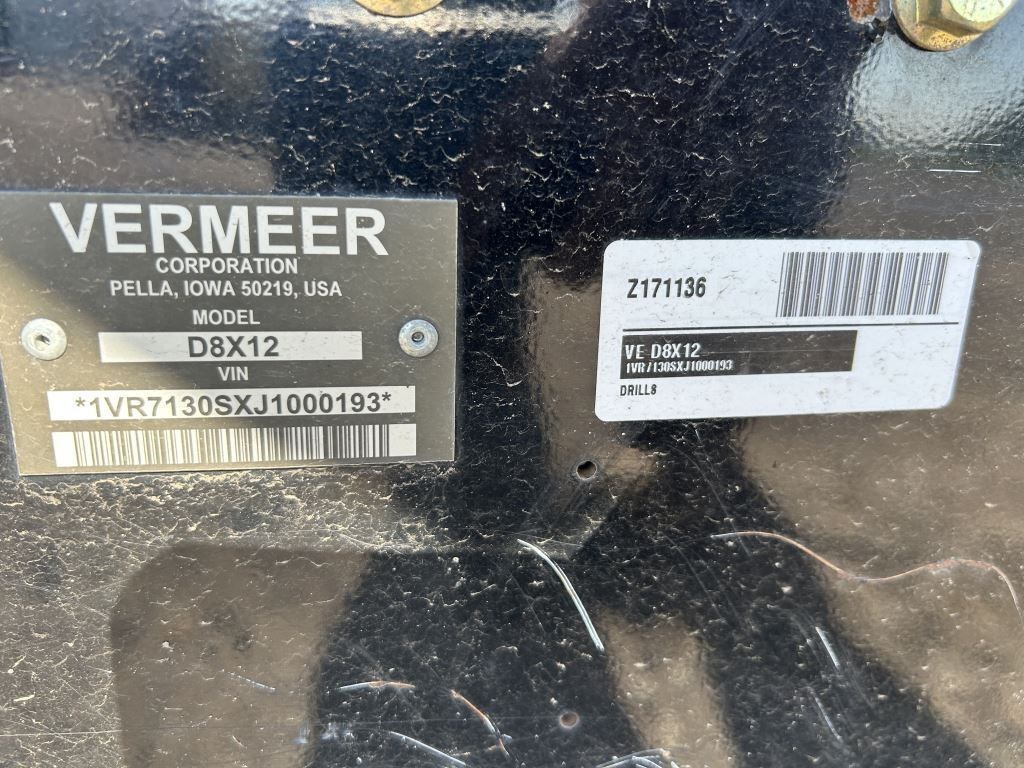 VERMEER
CORPORATION
PELLA, IOWA 50219, USA
MODEL
D8X12
VIN
*1VR7130SXJ1000193*
Z171136
VE D8X12
1VR7130SXJ1000193
DRILL8